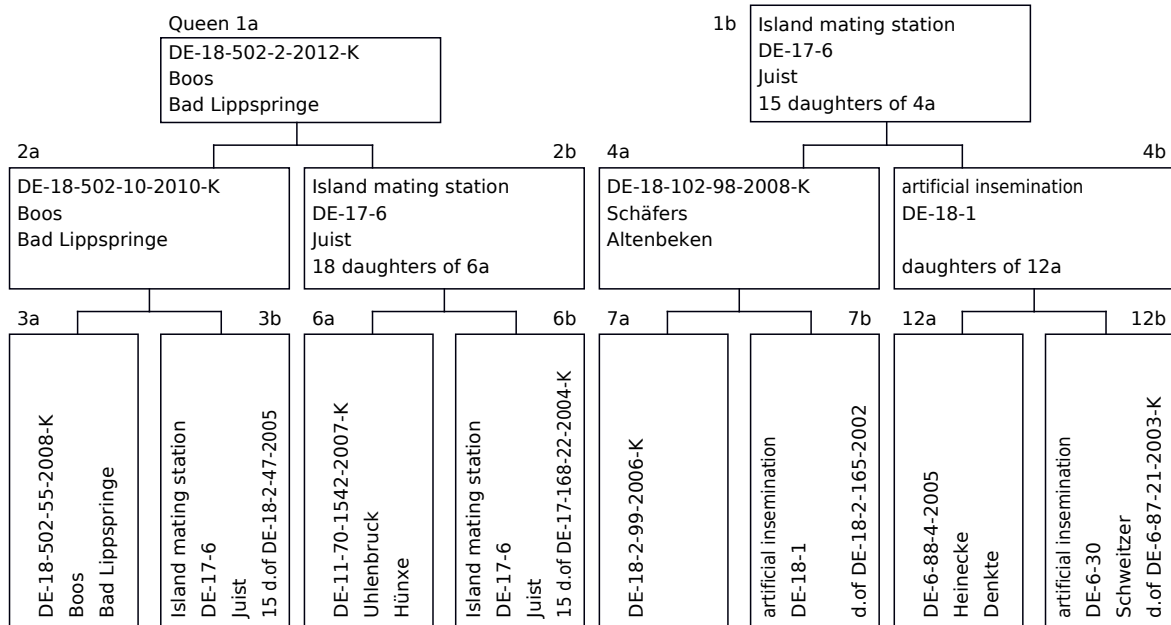 Queen 1a
DE-18-502-2-2012-K
Boos
Bad Lippspringe
1b
Island mating station
DE-17-6
Juist
15 daughters of 4a
2a
DE-18-502-10-2010-K
Boos
Bad Lippspringe
2b
Island mating station
DE-17-6
Juist
18 daughters of 6a
4a
DE-18-102-98-2008-K
Schäfers
Altenbeken
4b
artificial insemination
DE-18-1
daughters of 12a
3a
DE-18-502-55-2008-K
Boos
Bad Lippspringe
3b
Island mating station
DE-17-6
Juist
15 d.of DE-18-2-47-2005
6a
DE-11-70-1542-2007-K
Uhlenbruck
Hünxe
6b
Island mating station
DE-17-6
Juist
15 d.of DE-17-168-22-2004-K
7a
DE-18-2-99-2006-K
7b
artificial insemination
DE-18-1
d.of DE-18-2-165-2002
12a
DE-6-88-4-2005
Heinecke
Denkte
12b
artificial insemination
DE-6-30
Schweitzer
d.of DE-6-87-21-2003-K